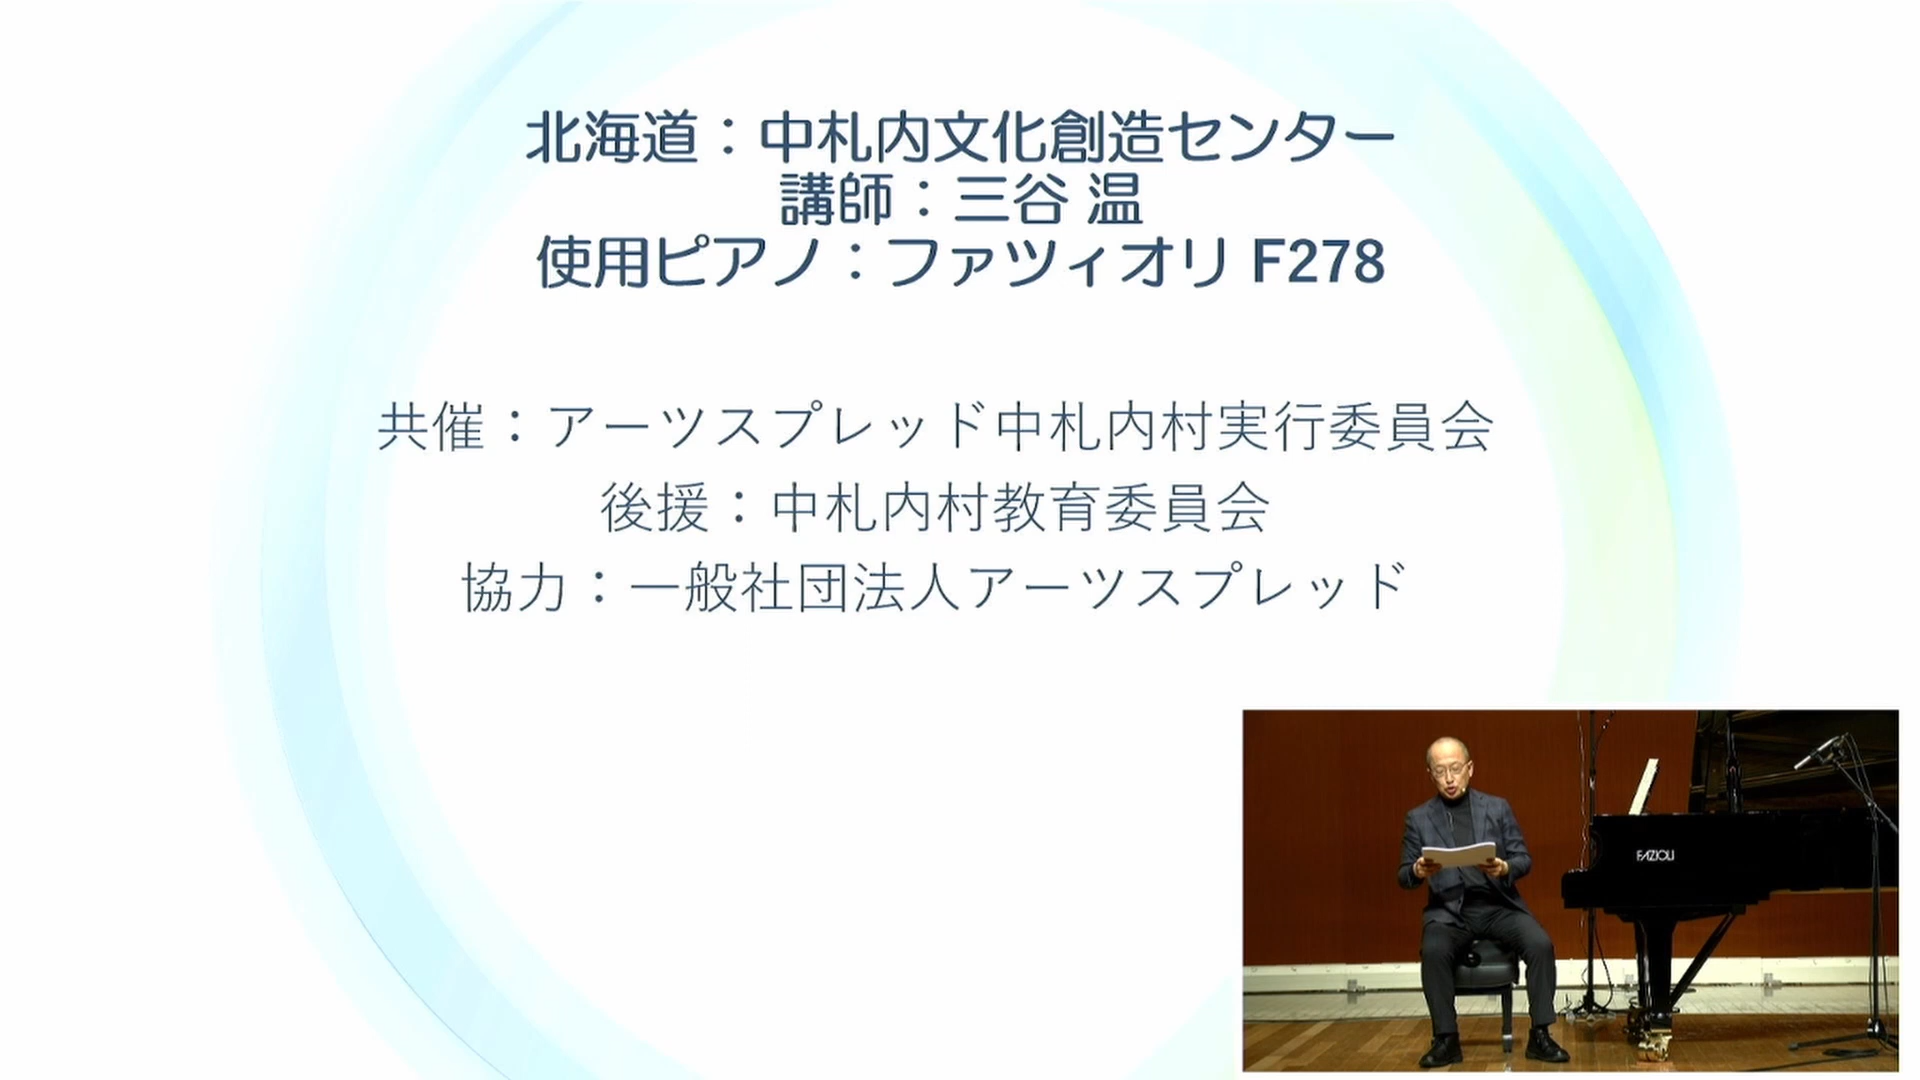 北海道：中札内文化創造センター
講師：三谷 温
使用ピアノ：ファツィオリ F278
共催：アーツスプレッド中札内村実行委員会
後援：中札内村教育委員会
協力：一般社団法人アーツスプレッド
FAZIOLI